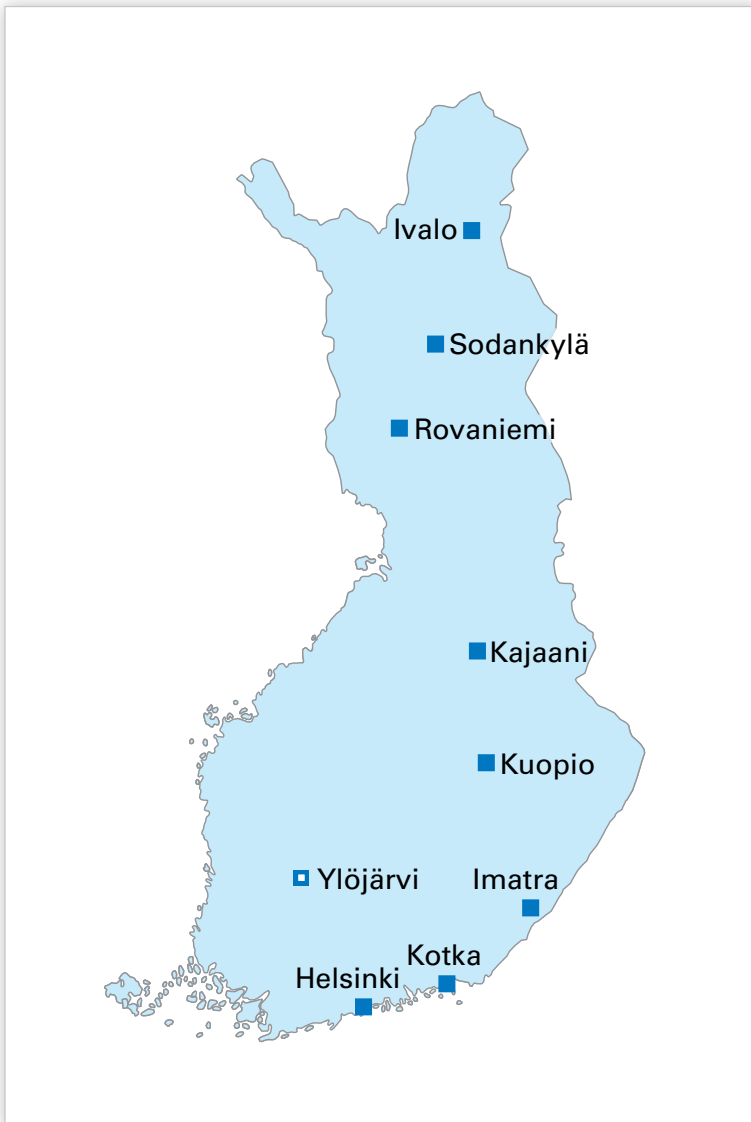 Ivalo
Sodankylä
Rovaniemi
Kajaani
Kuopio
Ylöjärvi
Imatra
Kotka
Helsinki